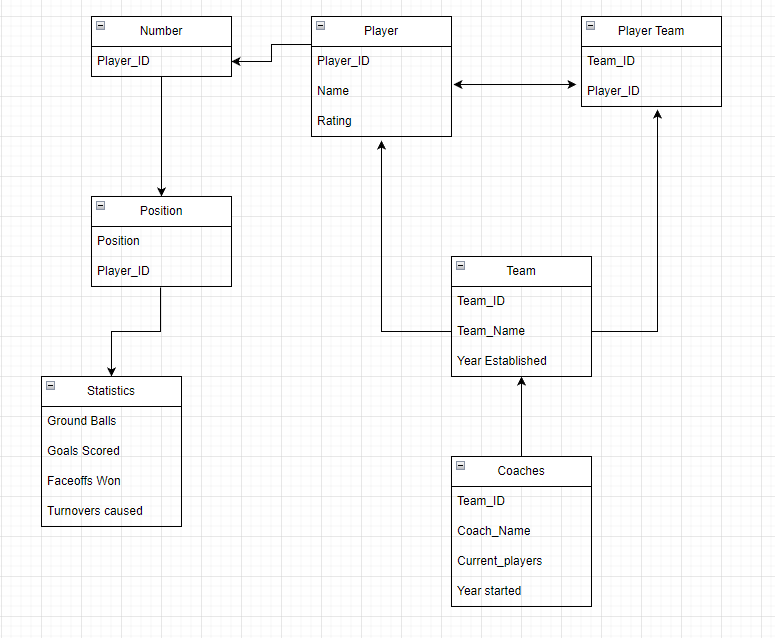 Number
Player_ID
Player
Player_ID
Name
Rating
Player Team
Team_ID
Player_ID
Position
Position
Player_ID
Team
Team_ID
Team_Name
Year Established
Statistics
Ground Balls
Goals Scored
Faceoffs Won
Turnovers caused
Coaches
Team_ID
Coach_Name
Current_players
Year started